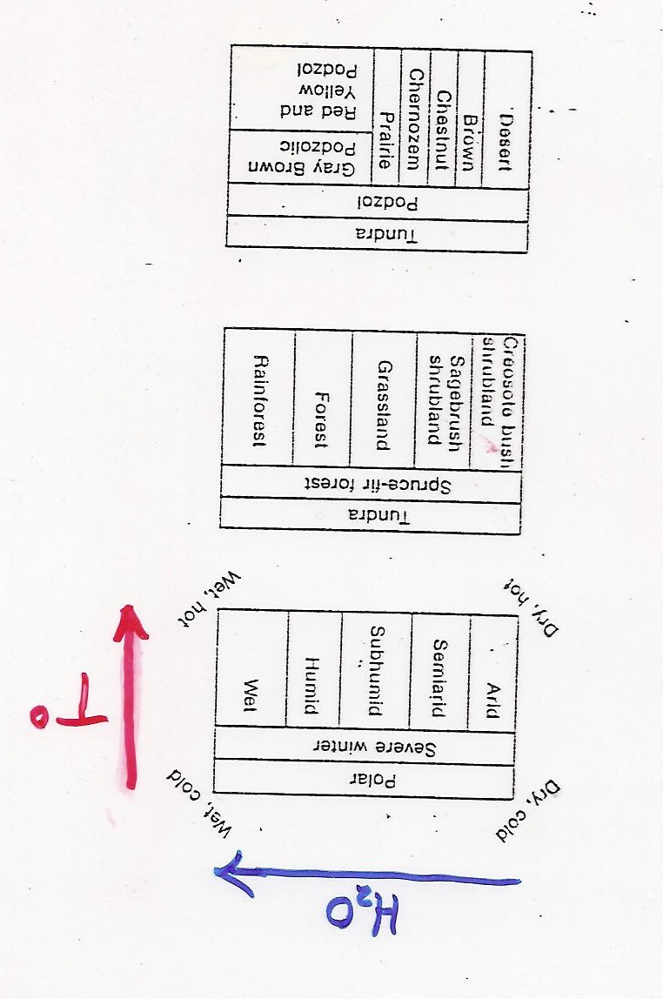 H₂O
Dry, cold
Wet, cold
Polar
Severe winter
Arid
Semiarid
Subhumid
Humid
Wet
T°
Dry, hot
Wet, hot
Tundra
Spruce-fir forest
Creosote bush
shrubland
Sagebrush
shrubland
Grassland
Forest
Rainforest
Tundra
Podzol
Desert
Brown
Chestnut
Chernozem
Prairie
Gray Brown
Podzolic
Red and
Yellow
Podzol